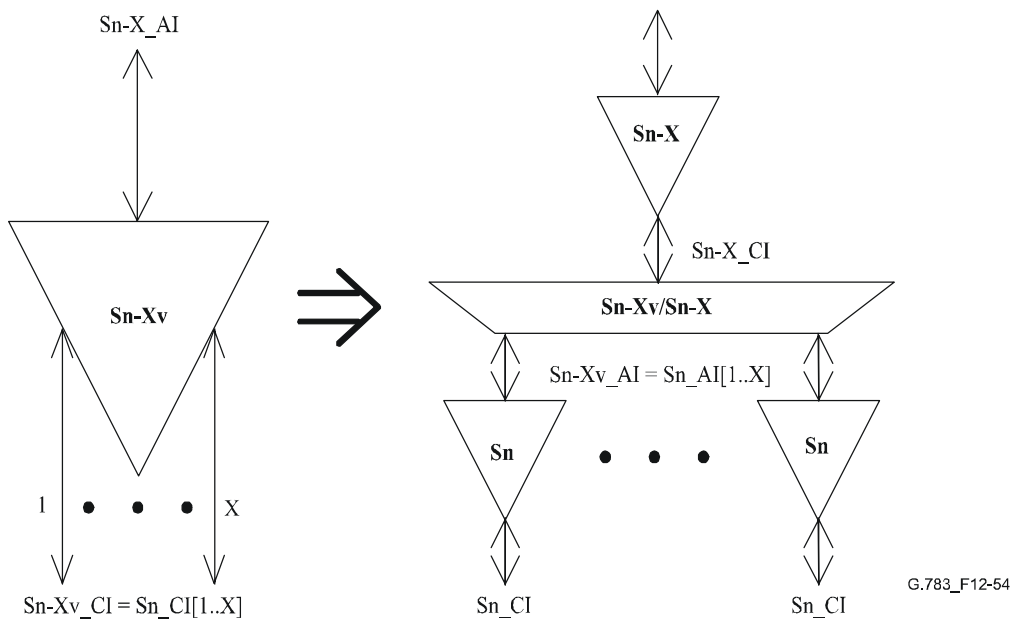 Sn-X_AI
Sn-Xv
1
X
Sn-Xv_CI = Sn_CI[1..X]
Sn-X
Sn-X_CI
Sn-Xv/Sn-X
Sn-Xv_AI = Sn_AI[1..X]
Sn
Sn
Sn_CI
Sn_CI
G.783_F12-54